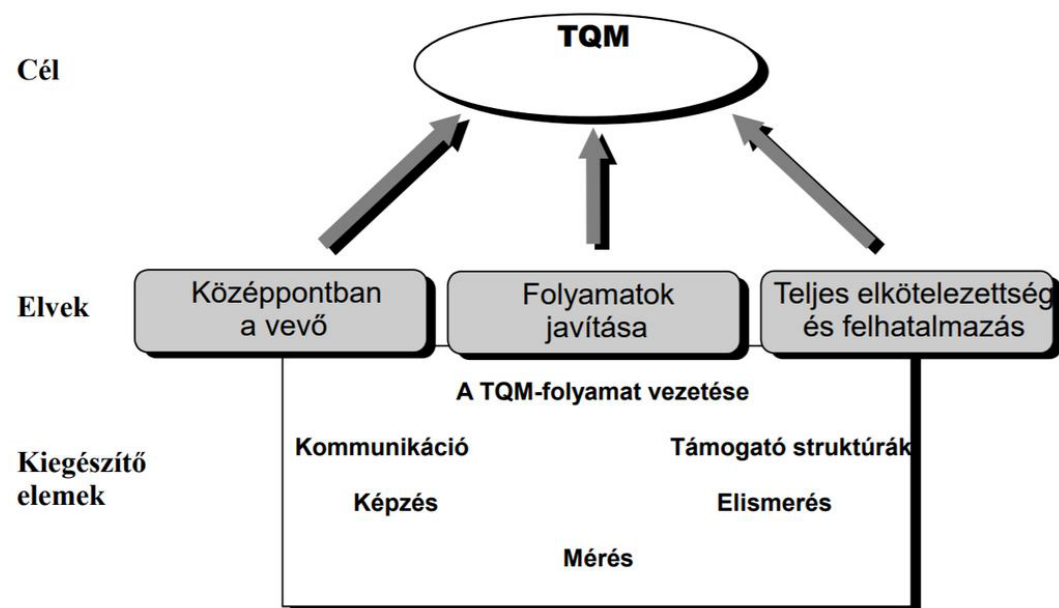 TQM
Cél
Elvek
Középpontban
a vevő
Folyamatok
javítása
Teljes elkötelezettség
és felhatalmazás
A TQM-folyamat vezetése
Kiegészítő
elemek
Kommunikáció
Támogató struktúrák
Képzés
Elismerés
Mérés